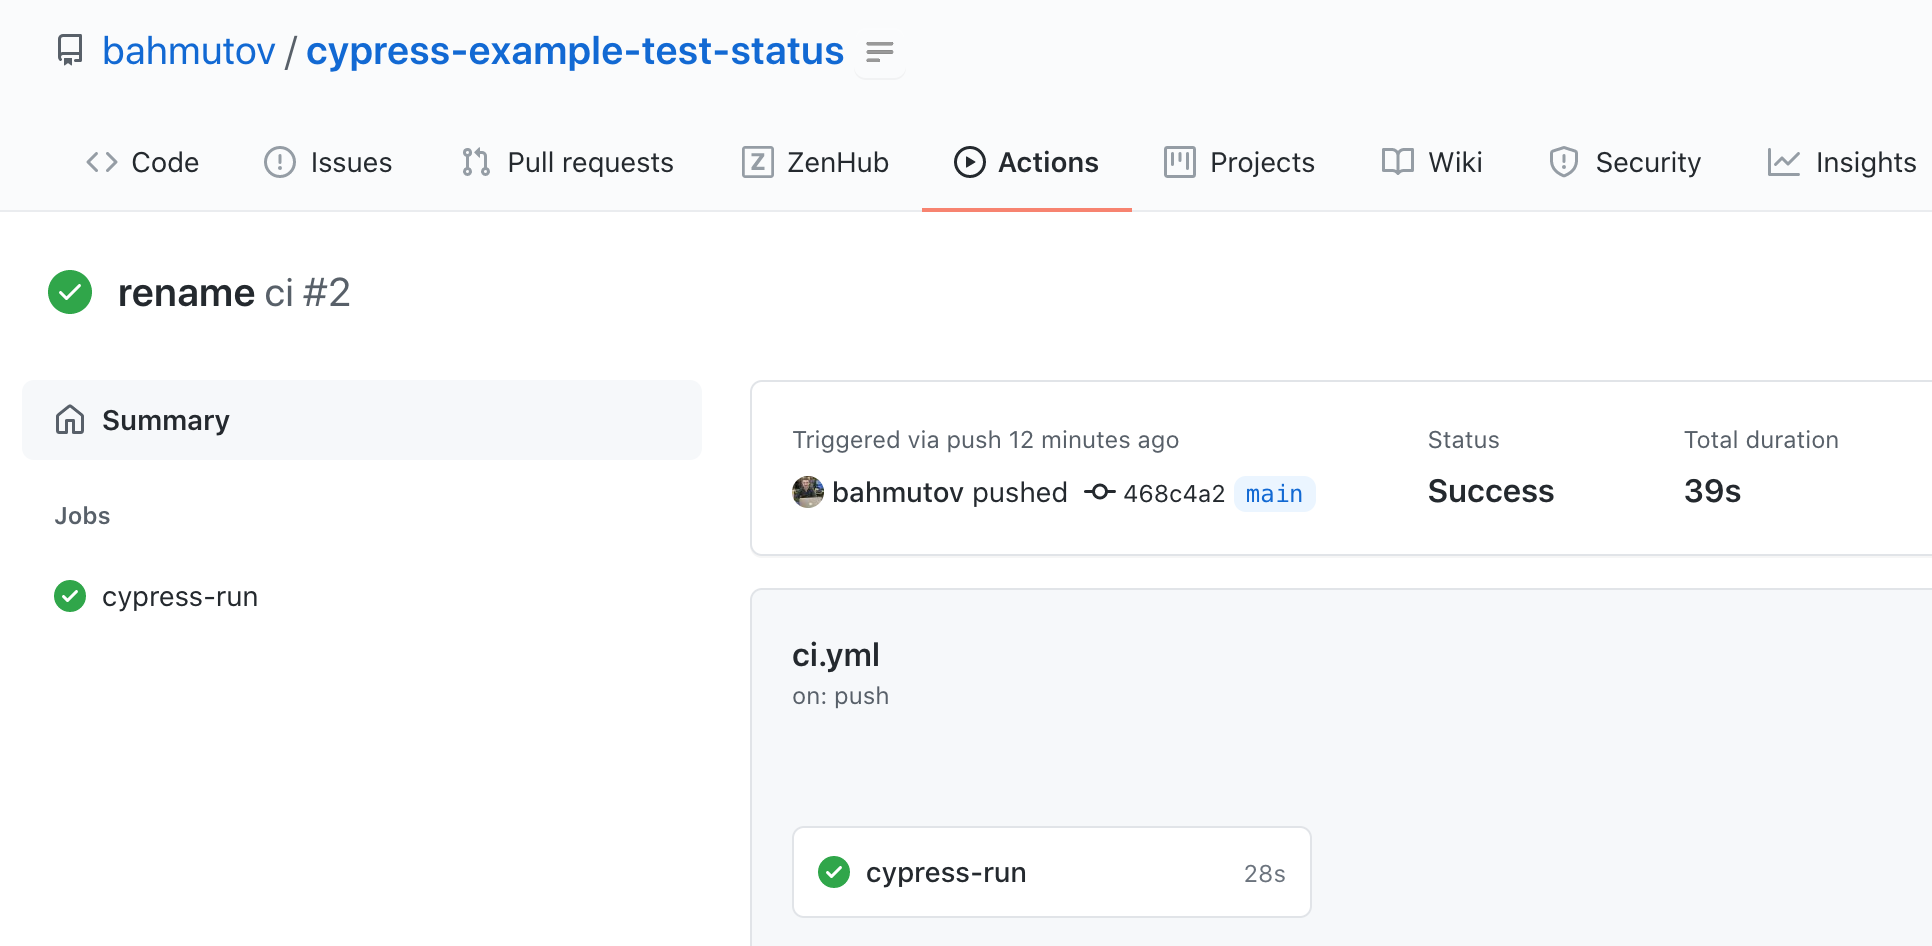 bahmutov / cypress-example-test-status
Code Issues Pull requests ZenHub Actions Projects Wiki Security Insights
rename ci #2
Summary
Jobs
cypress-run
Triggered via push 12 minutes ago
bahmutov pushed 468c4a2 main
Status
Success
Total duration
39s
ci.yml
on: push
cypress-run 28s